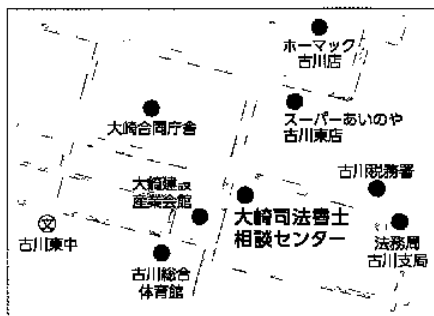 ホーマック
古川店
スーパーあいのや
古川東店
大崎合同庁舎
古川税務署
大崎建設
産業会館
大崎司法書士
相談センター
文
古川東中
法務局
古川支局
古川総合
体育館